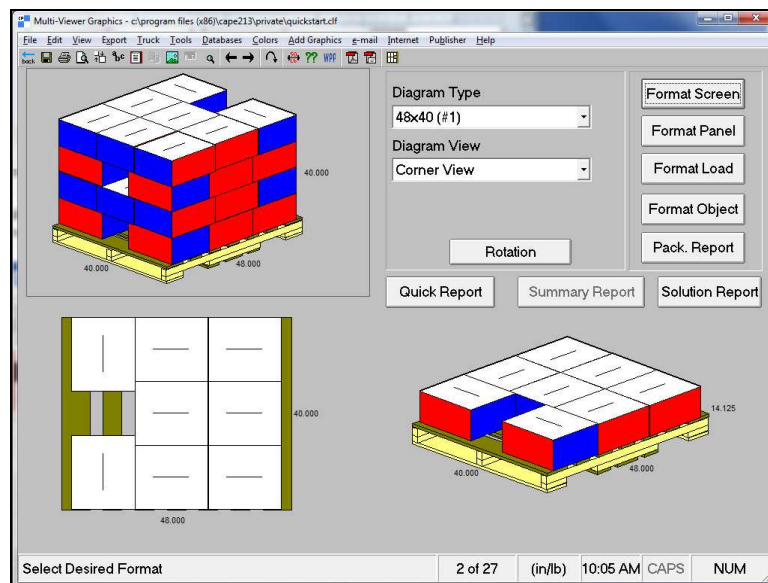 Multi-Viewer Graphics - c:\program files (x86)\cape213\private\quickstart.clf
File Edit View Export Truck Tools Databases Colors Add Graphics e-mail Internet Publisher Help
back ?? WPF
Diagram Type
48x40 (#1)
Diagram View
Corner View
Rotation
Format Screen
Format Panel
Format Load
Format Object
Pack. Report
Quick Report Summary Report Solution Report
40.000
40.000
48.000
40.000
48.000
14.125
40.000
48.000
Select Desired Format 2 of 27 (in/lb) 10:05 AM CAPS NUM